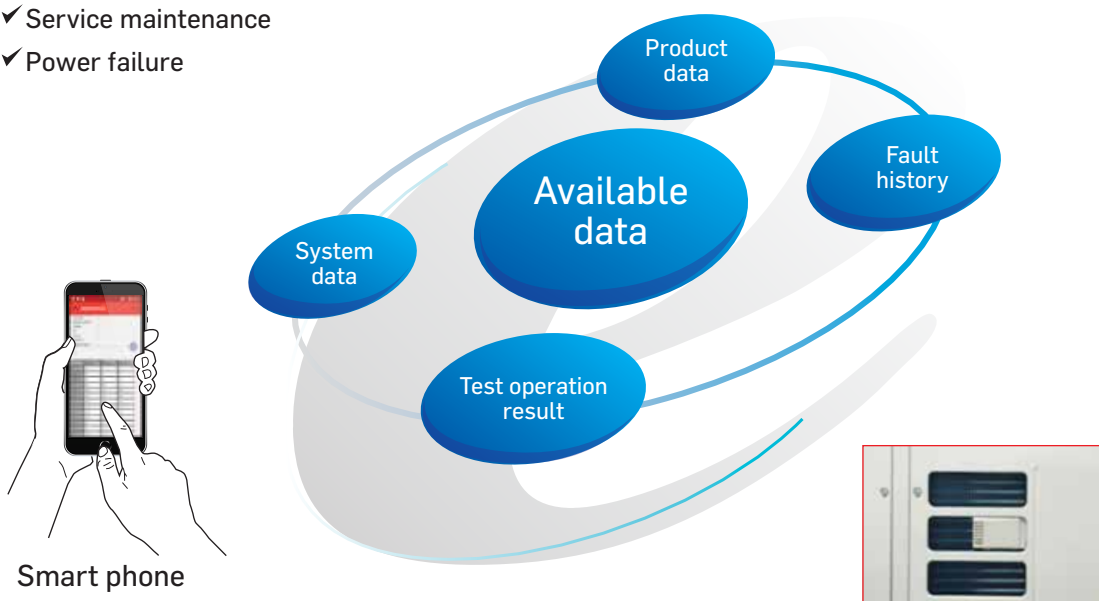 ✓ Service maintenance
✓ Power failure
Product
data
Fault
history
Available
data
System
data
Test operation
result
Smart phone